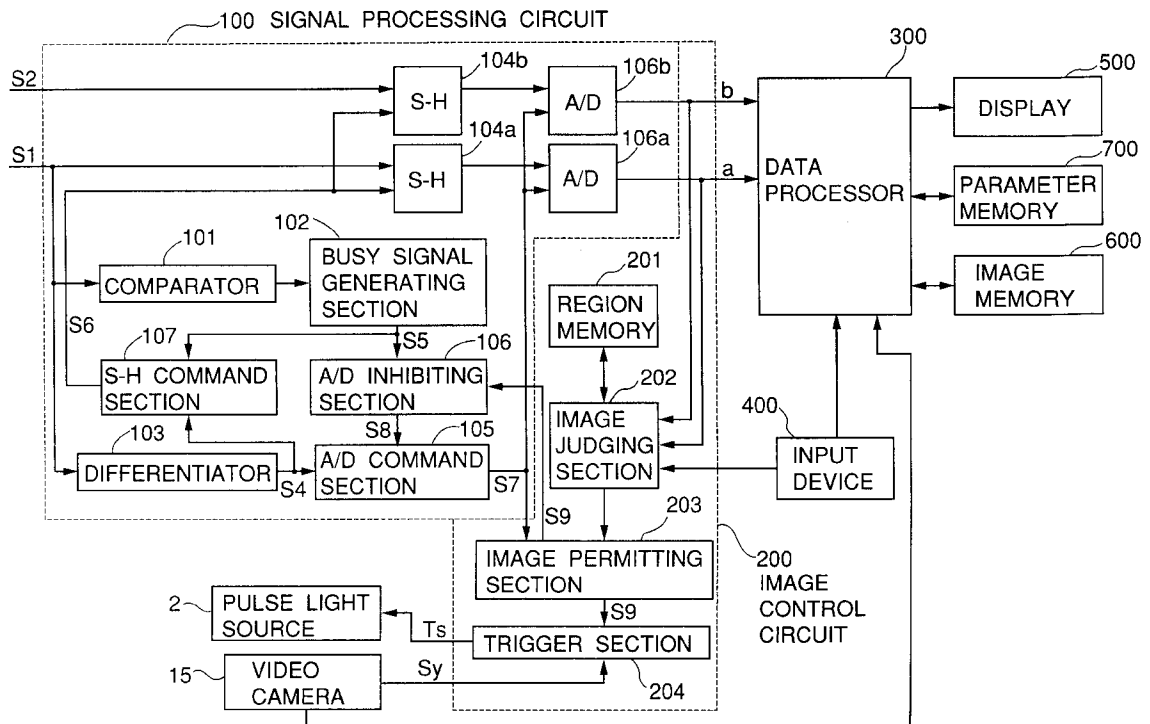 100 SIGNAL PROCESSING CIRCUIT
S2
S-H
104b
A/D
106b
b
300
DATA
PROCESSOR
500
DISPLAY
S1
S-H
104a
A/D
106a
a
700
PARAMETER
MEMORY
600
IMAGE
MEMORY
101
COMPARATOR
102
BUSY SIGNAL
GENERATING
SECTION
201
REGION
MEMORY
S6
S5
107
S-H COMMAND
SECTION
106
A/D INHIBITING
SECTION
202
IMAGE
JUDGING
SECTION
400
INPUT
DEVICE
103
DIFFERENTIATOR
S4
S8
105
A/D COMMAND
SECTION
S7
S9
203
IMAGE PERMITTING
SECTION
200
IMAGE
CONTROL
CIRCUIT
S9
2
PULSE LIGHT
SOURCE
Ts
TRIGGER SECTION
204
15
VIDEO
CAMERA
Sy